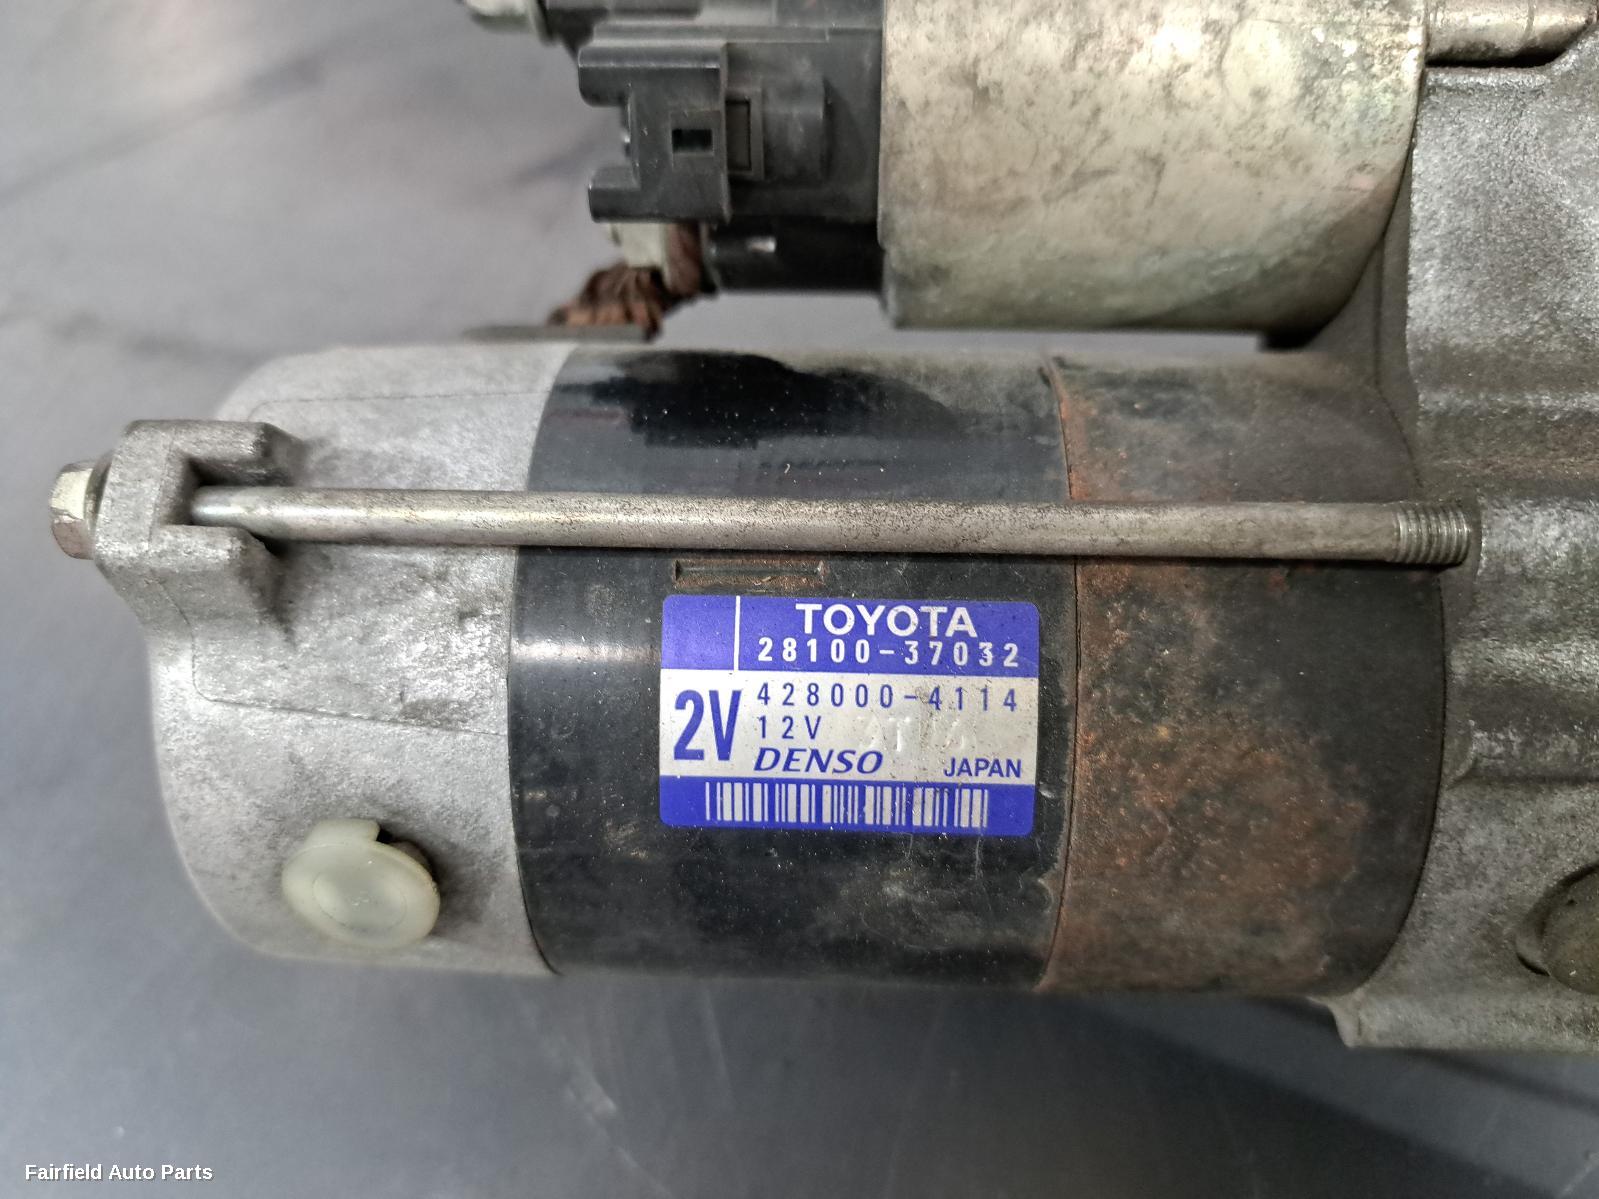 TOYOTA
28100-37032
2V
428000-4114
12V
DENSO JAPAN
Fairfield Auto Parts